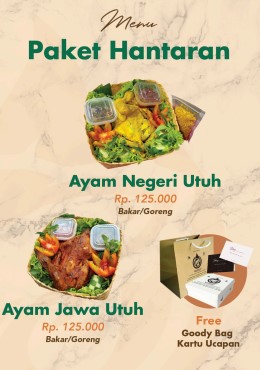 Menu
Paket Hantaran
Ayam Negeri Utuh
Rp. 125.000
Bakar/Goreng
Ayam Jawa Utuh
Rp. 125.000
Bakar/Goreng
Free
Goody Bag
Kartu Ucapan